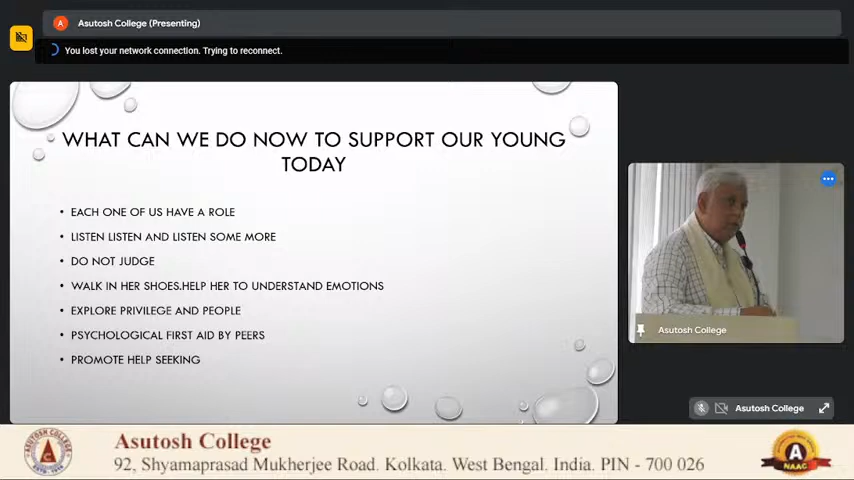 A Asutosh College (Presenting)
You lost your network connection. Trying to reconnect.
WHAT CAN WE DO NOW TO SUPPORT OUR YOUNG
TODAY
• EACH ONE OF US HAVE A ROLE
• LISTEN LISTEN AND LISTEN SOME MORE
• DO NOT JUDGE
• WALK IN HER SHOES.HELP HER TO UNDERSTAND EMOTIONS
• EXPLORE PRIVILEGE AND PEOPLE
• PSYCHOLOGICAL FIRST AID BY PEERS
• PROMOTE HELP SEEKING
Asutosh College
Asutosh College
Asutosh College
92, Shyamaprasad Mukherjee Road. Kolkata. West Bengal. India. PIN - 700 026
A
NAAC